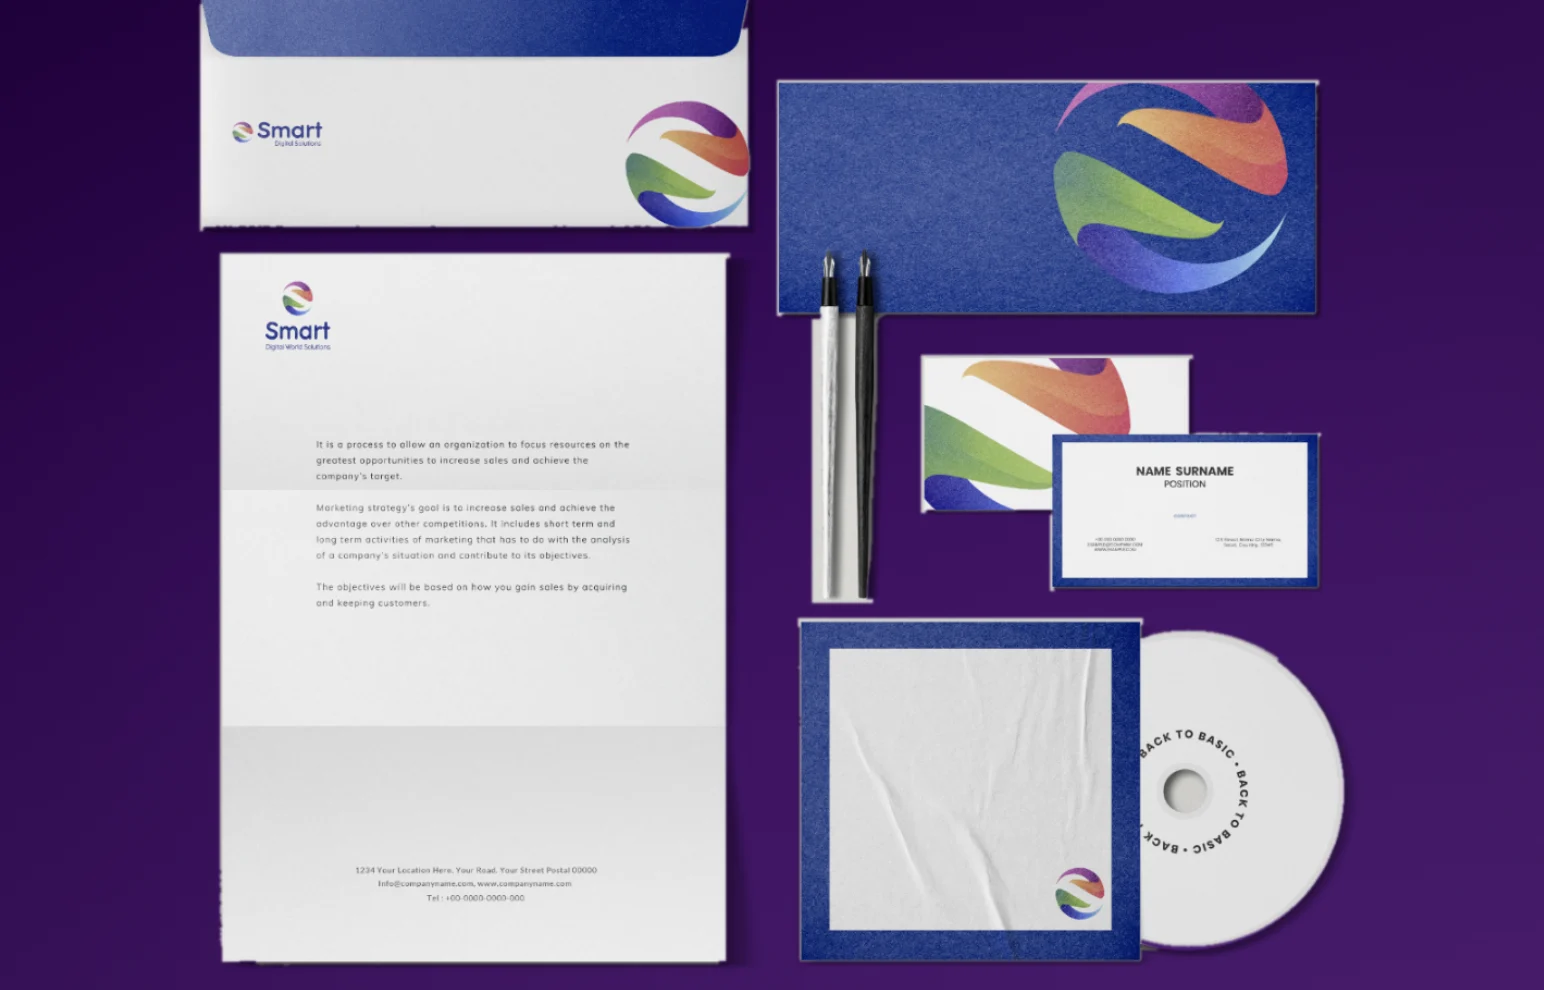 Smart
Digital Solutions
Smart
Digital World Solutions
It is a process to allow an organization to focus resources on the
greatest opportunities to increase sales and achieve the
company's target.
Marketing strategy's goal is to increase sales and achieve the
advantage over other competitions. It includes short term and
long term activities of marketing that has to do with the analysis
of a company's situation and contribute to its objectives.
The objectives will be based on how you gain sales by acquiring
and keeping customers.
1234 Your Location Here, Your Road, Your Street Postal 00000
Info@companyname.com, www.companyname.com
Tel : +00-0000-0000-000
NAME SURNAME
POSITION
BACK TO BASIC • BACK TO BASIC • BACK